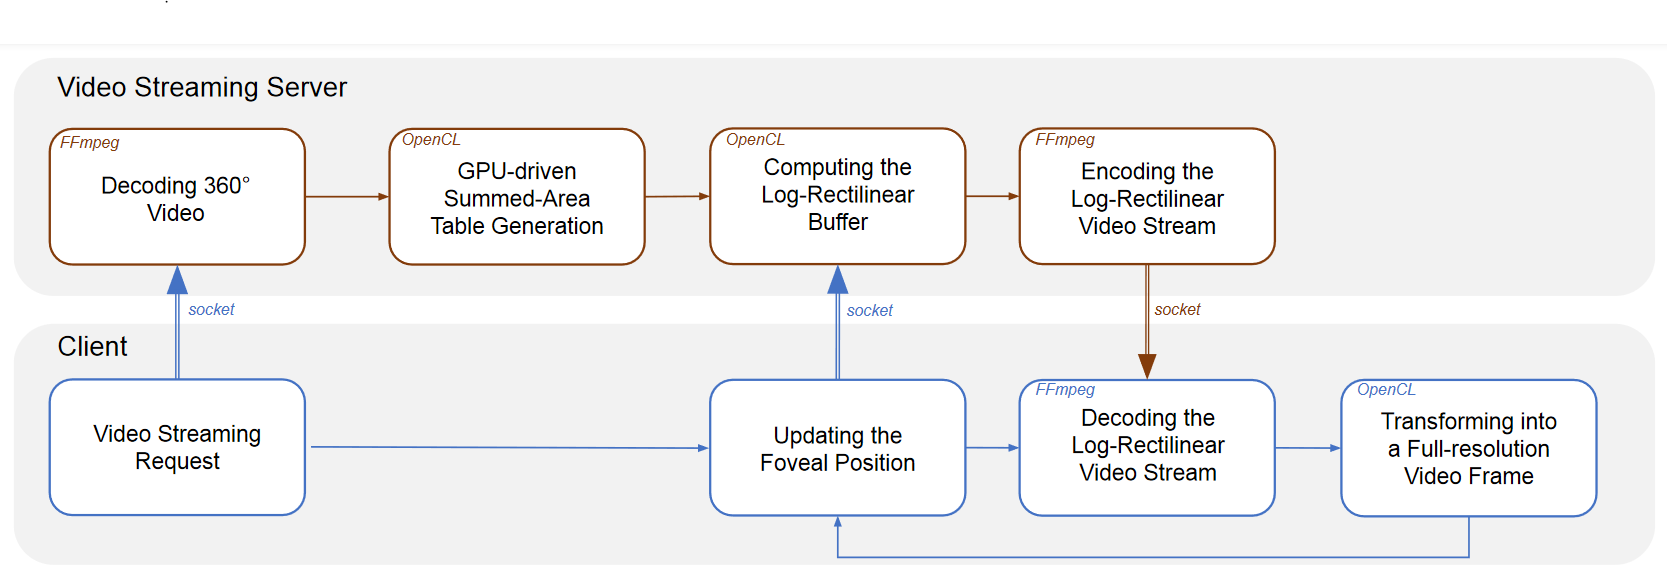 Video Streaming Server
FFmpeg
Decoding 360°
Video
OpenCL
GPU-driven
Summed-Area
Table Generation
OpenCL
Computing the
Log-Rectilinear
Buffer
FFmpeg
Encoding the
Log-Rectilinear
Video Stream
socket
socket
socket
Client
Video Streaming
Request
Updating the
Foveal Position
FFmpeg
Decoding the
Log-Rectilinear
Video Stream
OpenCL
Transforming into
a Full-resolution
Video Frame